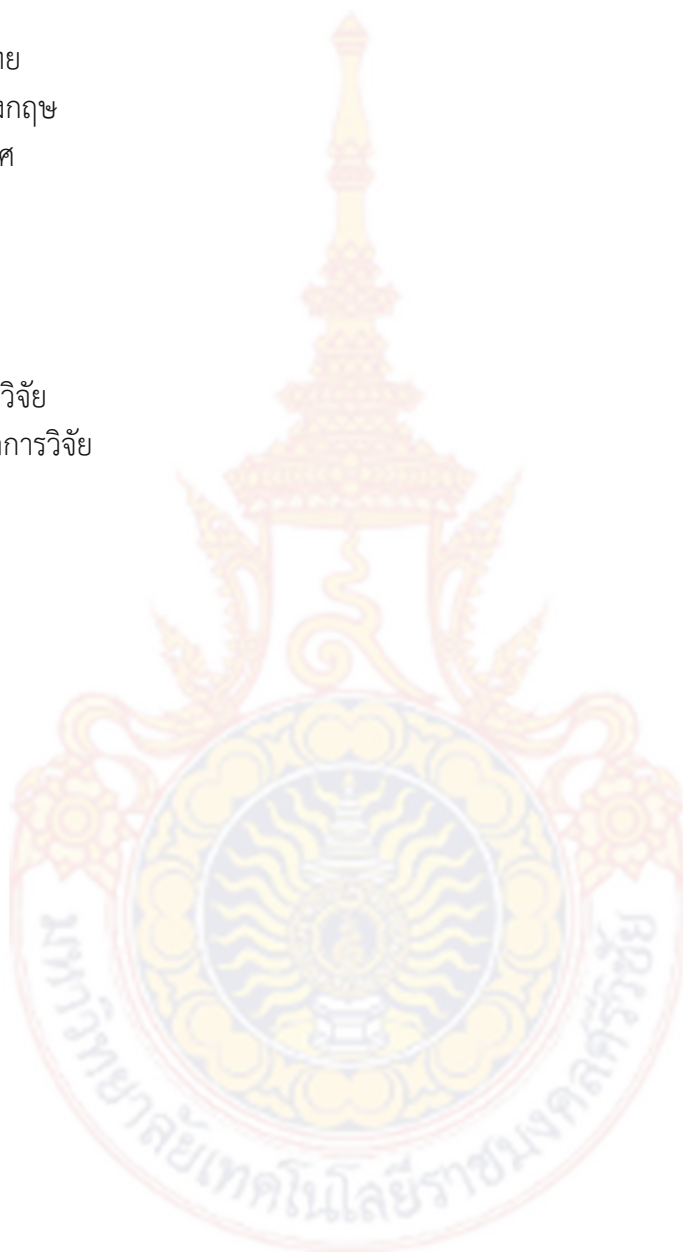 ทย
งกฤษ
ศ
วิจัย
การวิจัย
มหาวิทยาลัยเทคโนโลยีราชมงคลศรีวิชัย